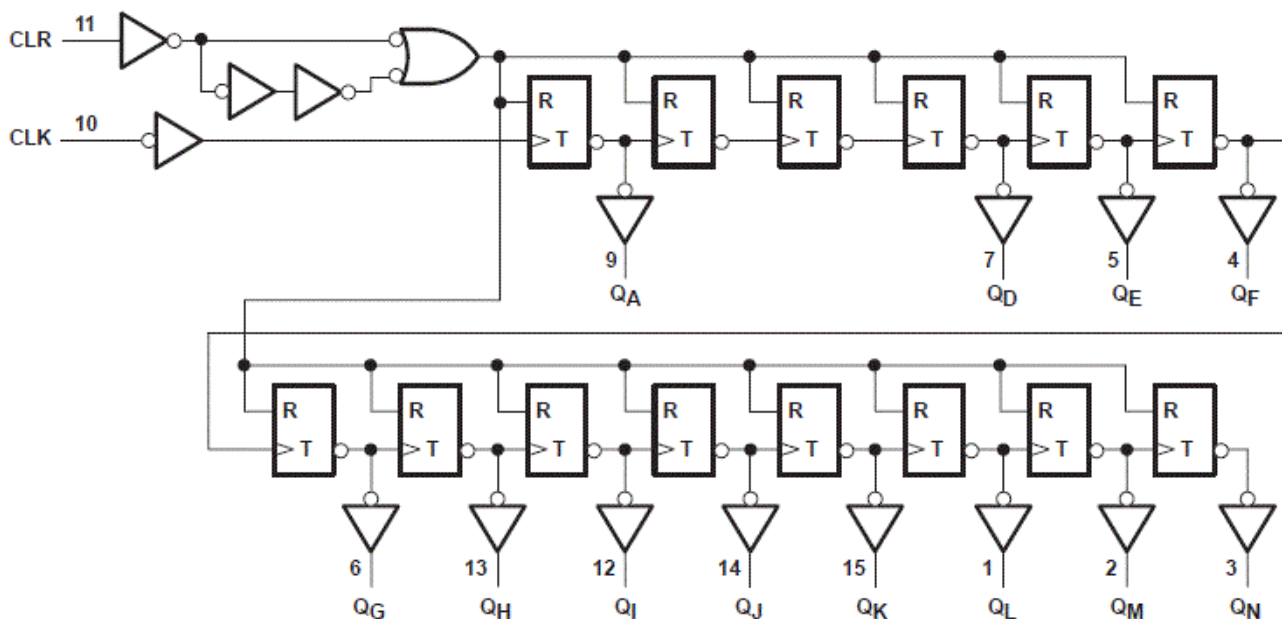 CLR 11
R R R R R R
CLK 10
T T T T T T
9 7 5 4
QA QD QE QF
R R R R R R R R
T T T T T T T T
6 13 12 14 15 1 2 3
QG QH QI QJ QK QL QM QN